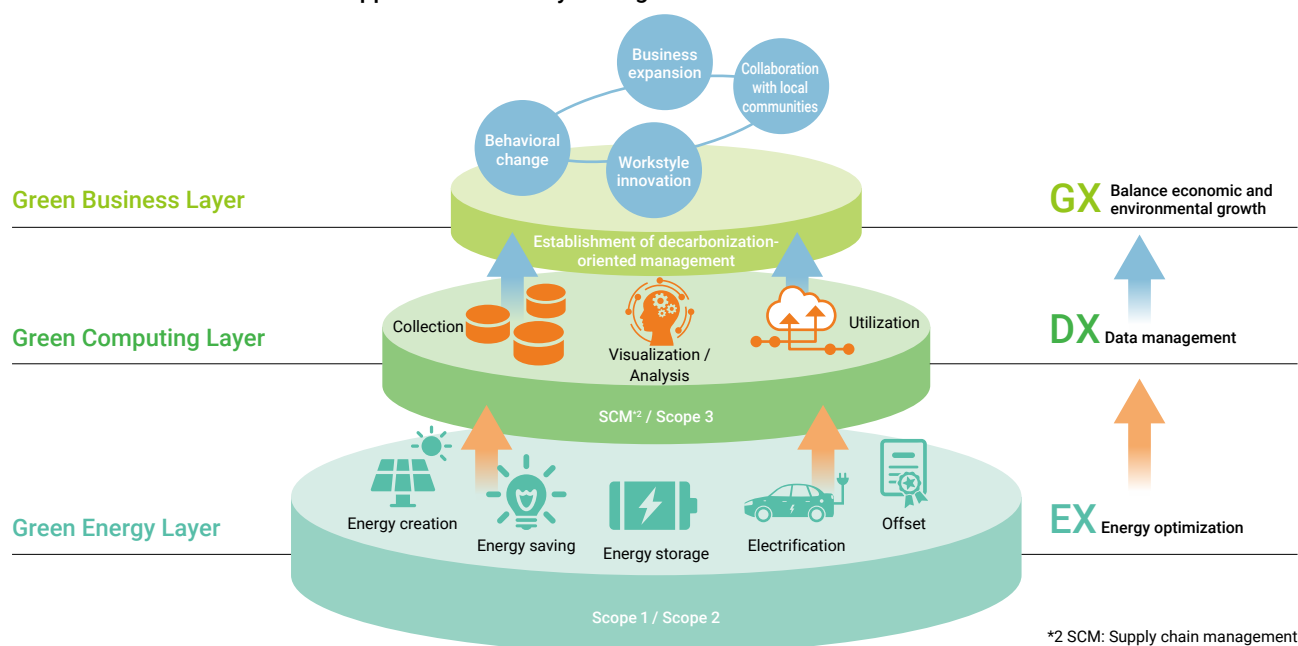 Business
expansion
Collaboration
with local
communities
Behavioral
change
Workstyle
innovation
Green Business Layer
GX Balance economic and
environmental growth
Establishment of decarbonization-
oriented management
Collection
Visualization /
Analysis
Utilization
Green Computing Layer
DX Data management
SCM*2 / Scope 3
Energy creation
Energy saving
Energy storage
Electrification
Offset
Green Energy Layer
EX Energy optimization
Scope 1 / Scope 2
*2 SCM: Supply chain management